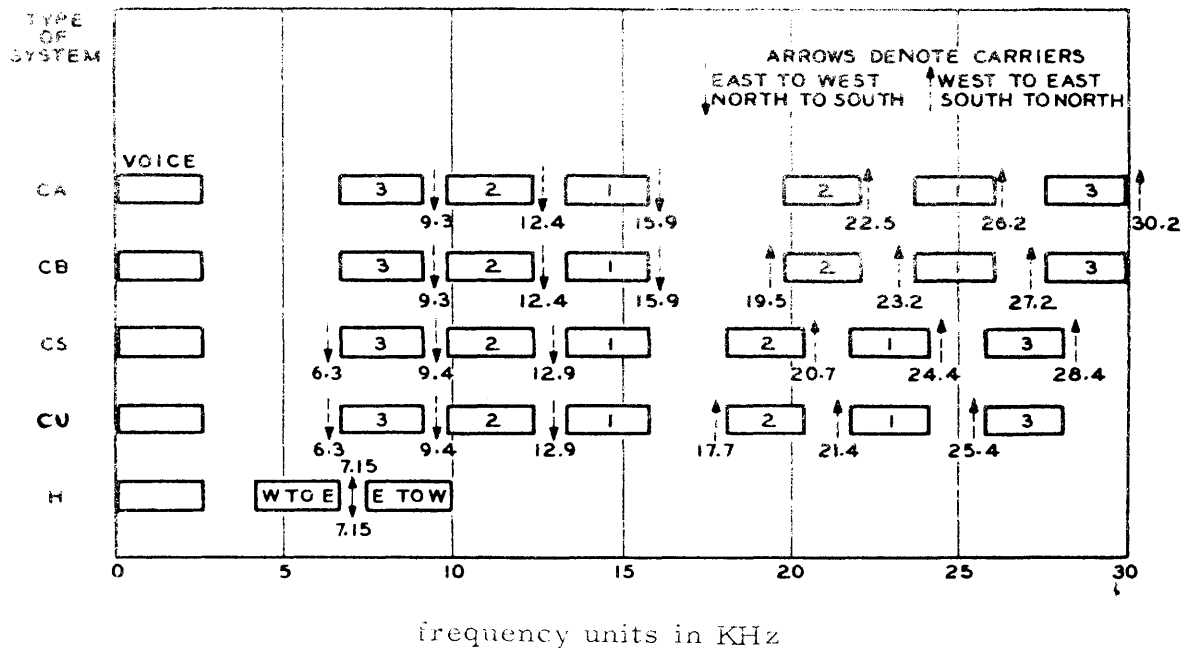 TYPE
OF
SYSTEM
ARROWS DENOTE CARRIERS
EAST TO WEST
NORTH TO SOUTH
WEST TO EAST
SOUTH TO NORTH
VOICE
CA 3 2 1 2 1 3
9.3 12.4 15.9 22.5 26.2 30.2
CB 3 2 1 2 1 3
9.3 12.4 15.9 19.5 23.2 27.2
CS 3 2 1 2 1 3
6.3 9.4 12.9 20.7 24.4 28.4
CU 3 2 1 2 1 3
6.3 9.4 12.9 17.7 21.4 25.4
7.15
H W TO E E TO W
7.15
0 5 10 15 20 25 30
frequency units in KHz